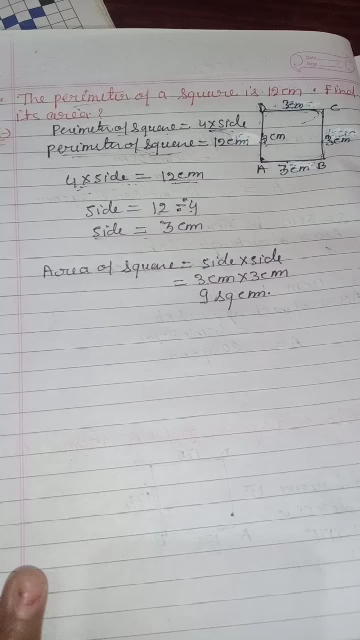 The perimeter of a square is 12cm. Find
its area?
Perimeter of square = 4×side
perimeter of square = 12cm
4×side = 12cm
side = 12÷4
side = 3cm
D 3cm C
3cm 3cm
A 3cm B
Area of square = side×side
= 3cm×3cm
9 sq cm.